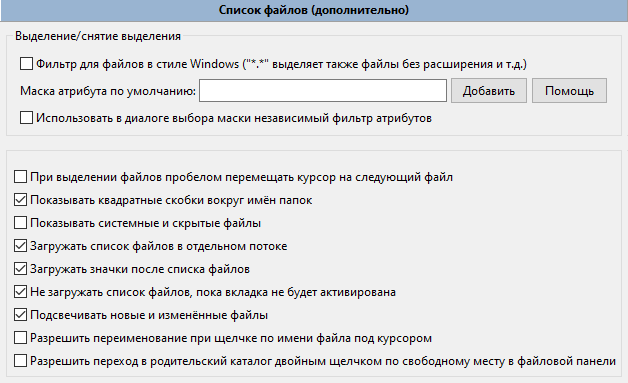 Список файлов (дополнительно)
Выделение/снятие выделения
Фильтр для файлов в стиле Windows ("*.*" выделяет также файлы без расширения и т.д.)
Маска атрибута по умолчанию: Добавить Помощь
Использовать в диалоге выбора маски независимый фильтр атрибутов
При выделении файлов пробелом перемещать курсор на следующий файл
Показывать квадратные скобки вокруг имён папок
Показывать системные и скрытые файлы
Загружать список файлов в отдельном потоке
Загружать значки после списка файлов
Не загружать список файлов, пока вкладка не будет активирована
Подсвечивать новые и изменённые файлы
Разрешить переименование при щелчке по имени файла под курсором
Разрешить переход в родительский каталог двойным щелчком по свободному месту в файловой панели